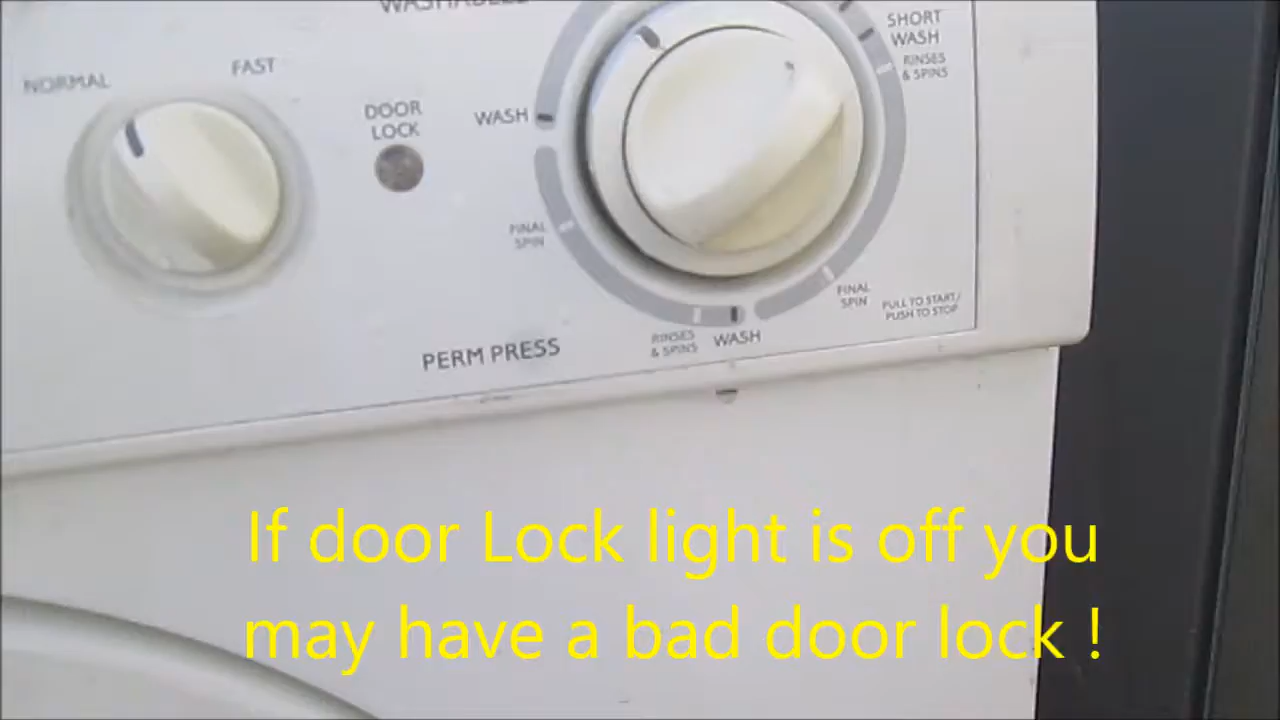 WASHABLES
SHORT
WASH
RINSES
& SPINS
NORMAL
FAST
DOOR
LOCK
WASH
FINAL
SPIN
FINAL
SPIN
PULL TO START/
PUSH TO STOP
RINSES
& SPINS
WASH
PERM PRESS
If door Lock light is off you
may have a bad door lock !